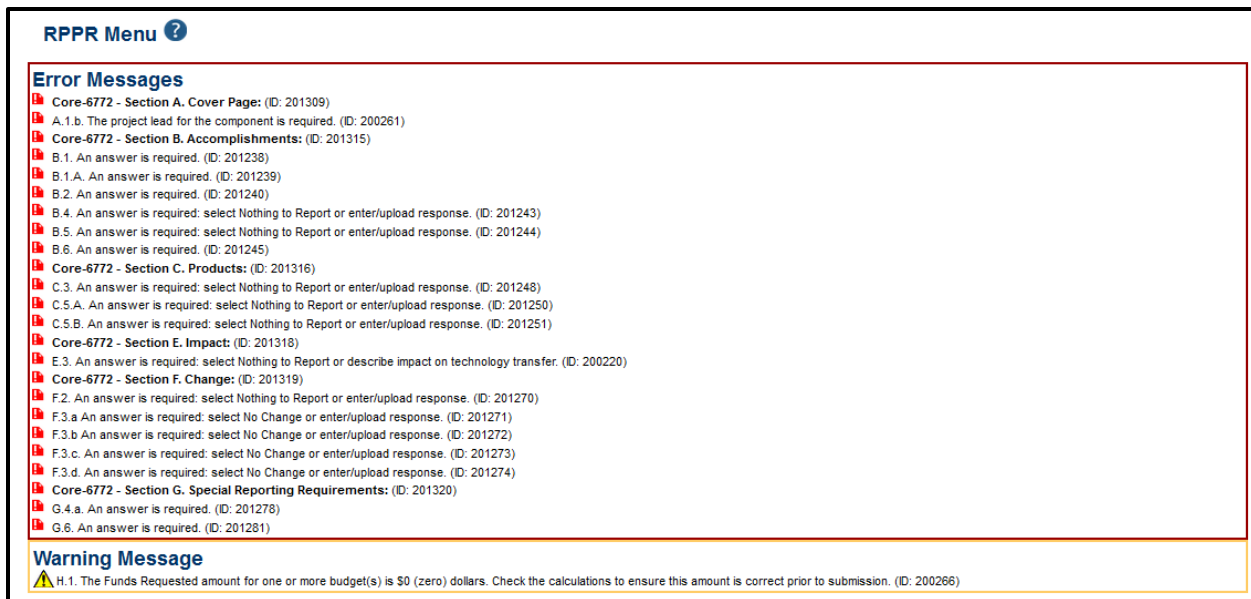 RPPR Menu ?
Error Messages
Core-6772 - Section A. Cover Page: (ID: 201309)
A.1.b. The project lead for the component is required. (ID: 200261)
Core-6772 - Section B. Accomplishments: (ID: 201315)
B.1. An answer is required. (ID: 201238)
B.1.A. An answer is required. (ID: 201239)
B.2. An answer is required. (ID: 201240)
B.4. An answer is required: select Nothing to Report or enter/upload response. (ID: 201243)
B.5. An answer is required: select Nothing to Report or enter/upload response. (ID: 201244)
B.6. An answer is required. (ID: 201245)
Core-6772 - Section C. Products: (ID: 201316)
C.3. An answer is required: select Nothing to Report or enter/upload response. (ID: 201248)
C.5.A. An answer is required: select Nothing to Report or enter/upload response. (ID: 201250)
C.5.B. An answer is required: select Nothing to Report or enter/upload response. (ID: 201251)
Core-6772 - Section E. Impact: (ID: 201318)
E.3. An answer is required: select Nothing to Report or describe impact on technology transfer. (ID: 200220)
Core-6772 - Section F. Change: (ID: 201319)
F.2. An answer is required: select Nothing to Report or enter/upload response. (ID: 201270)
F.3.a An answer is required: select No Change or enter/upload response. (ID: 201271)
F.3.b An answer is required: select No Change or enter/upload response. (ID: 201272)
F.3.c. An answer is required: select No Change or enter/upload response. (ID: 201273)
F.3.d. An answer is required: select No Change or enter/upload response. (ID: 201274)
Core-6772 - Section G. Special Reporting Requirements: (ID: 201320)
G.4.a. An answer is required. (ID: 201278)
G.6. An answer is required. (ID: 201281)
Warning Message
H.1. The Funds Requested amount for one or more budget(s) is $0 (zero) dollars. Check the calculations to ensure this amount is correct prior to submission. (ID: 200266)